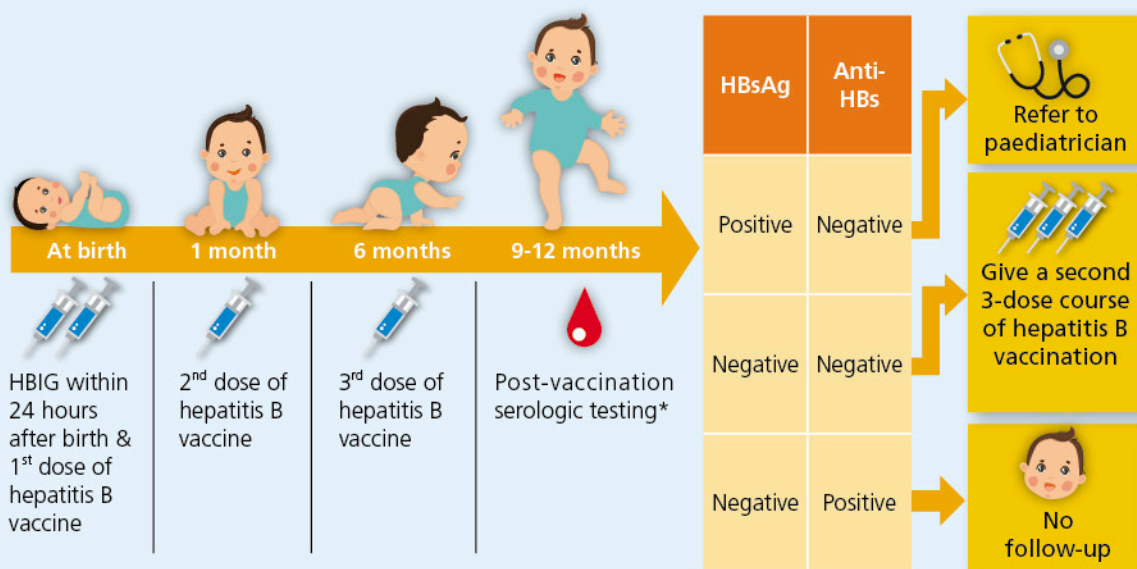 At birth
1 month
6 months
9-12 months
HBIG within
24 hours
after birth &
1st dose of
hepatitis B
vaccine
2nd dose of
hepatitis B
vaccine
3rd dose of
hepatitis B
vaccine
Post-vaccination
serologic testing*
HBsAg
Anti-
HBs
Positive
Negative
Negative
Negative
Negative
Positive
Refer to
paediatrician
Give a second
3-dose course
of hepatitis B
vaccination
No
follow-up